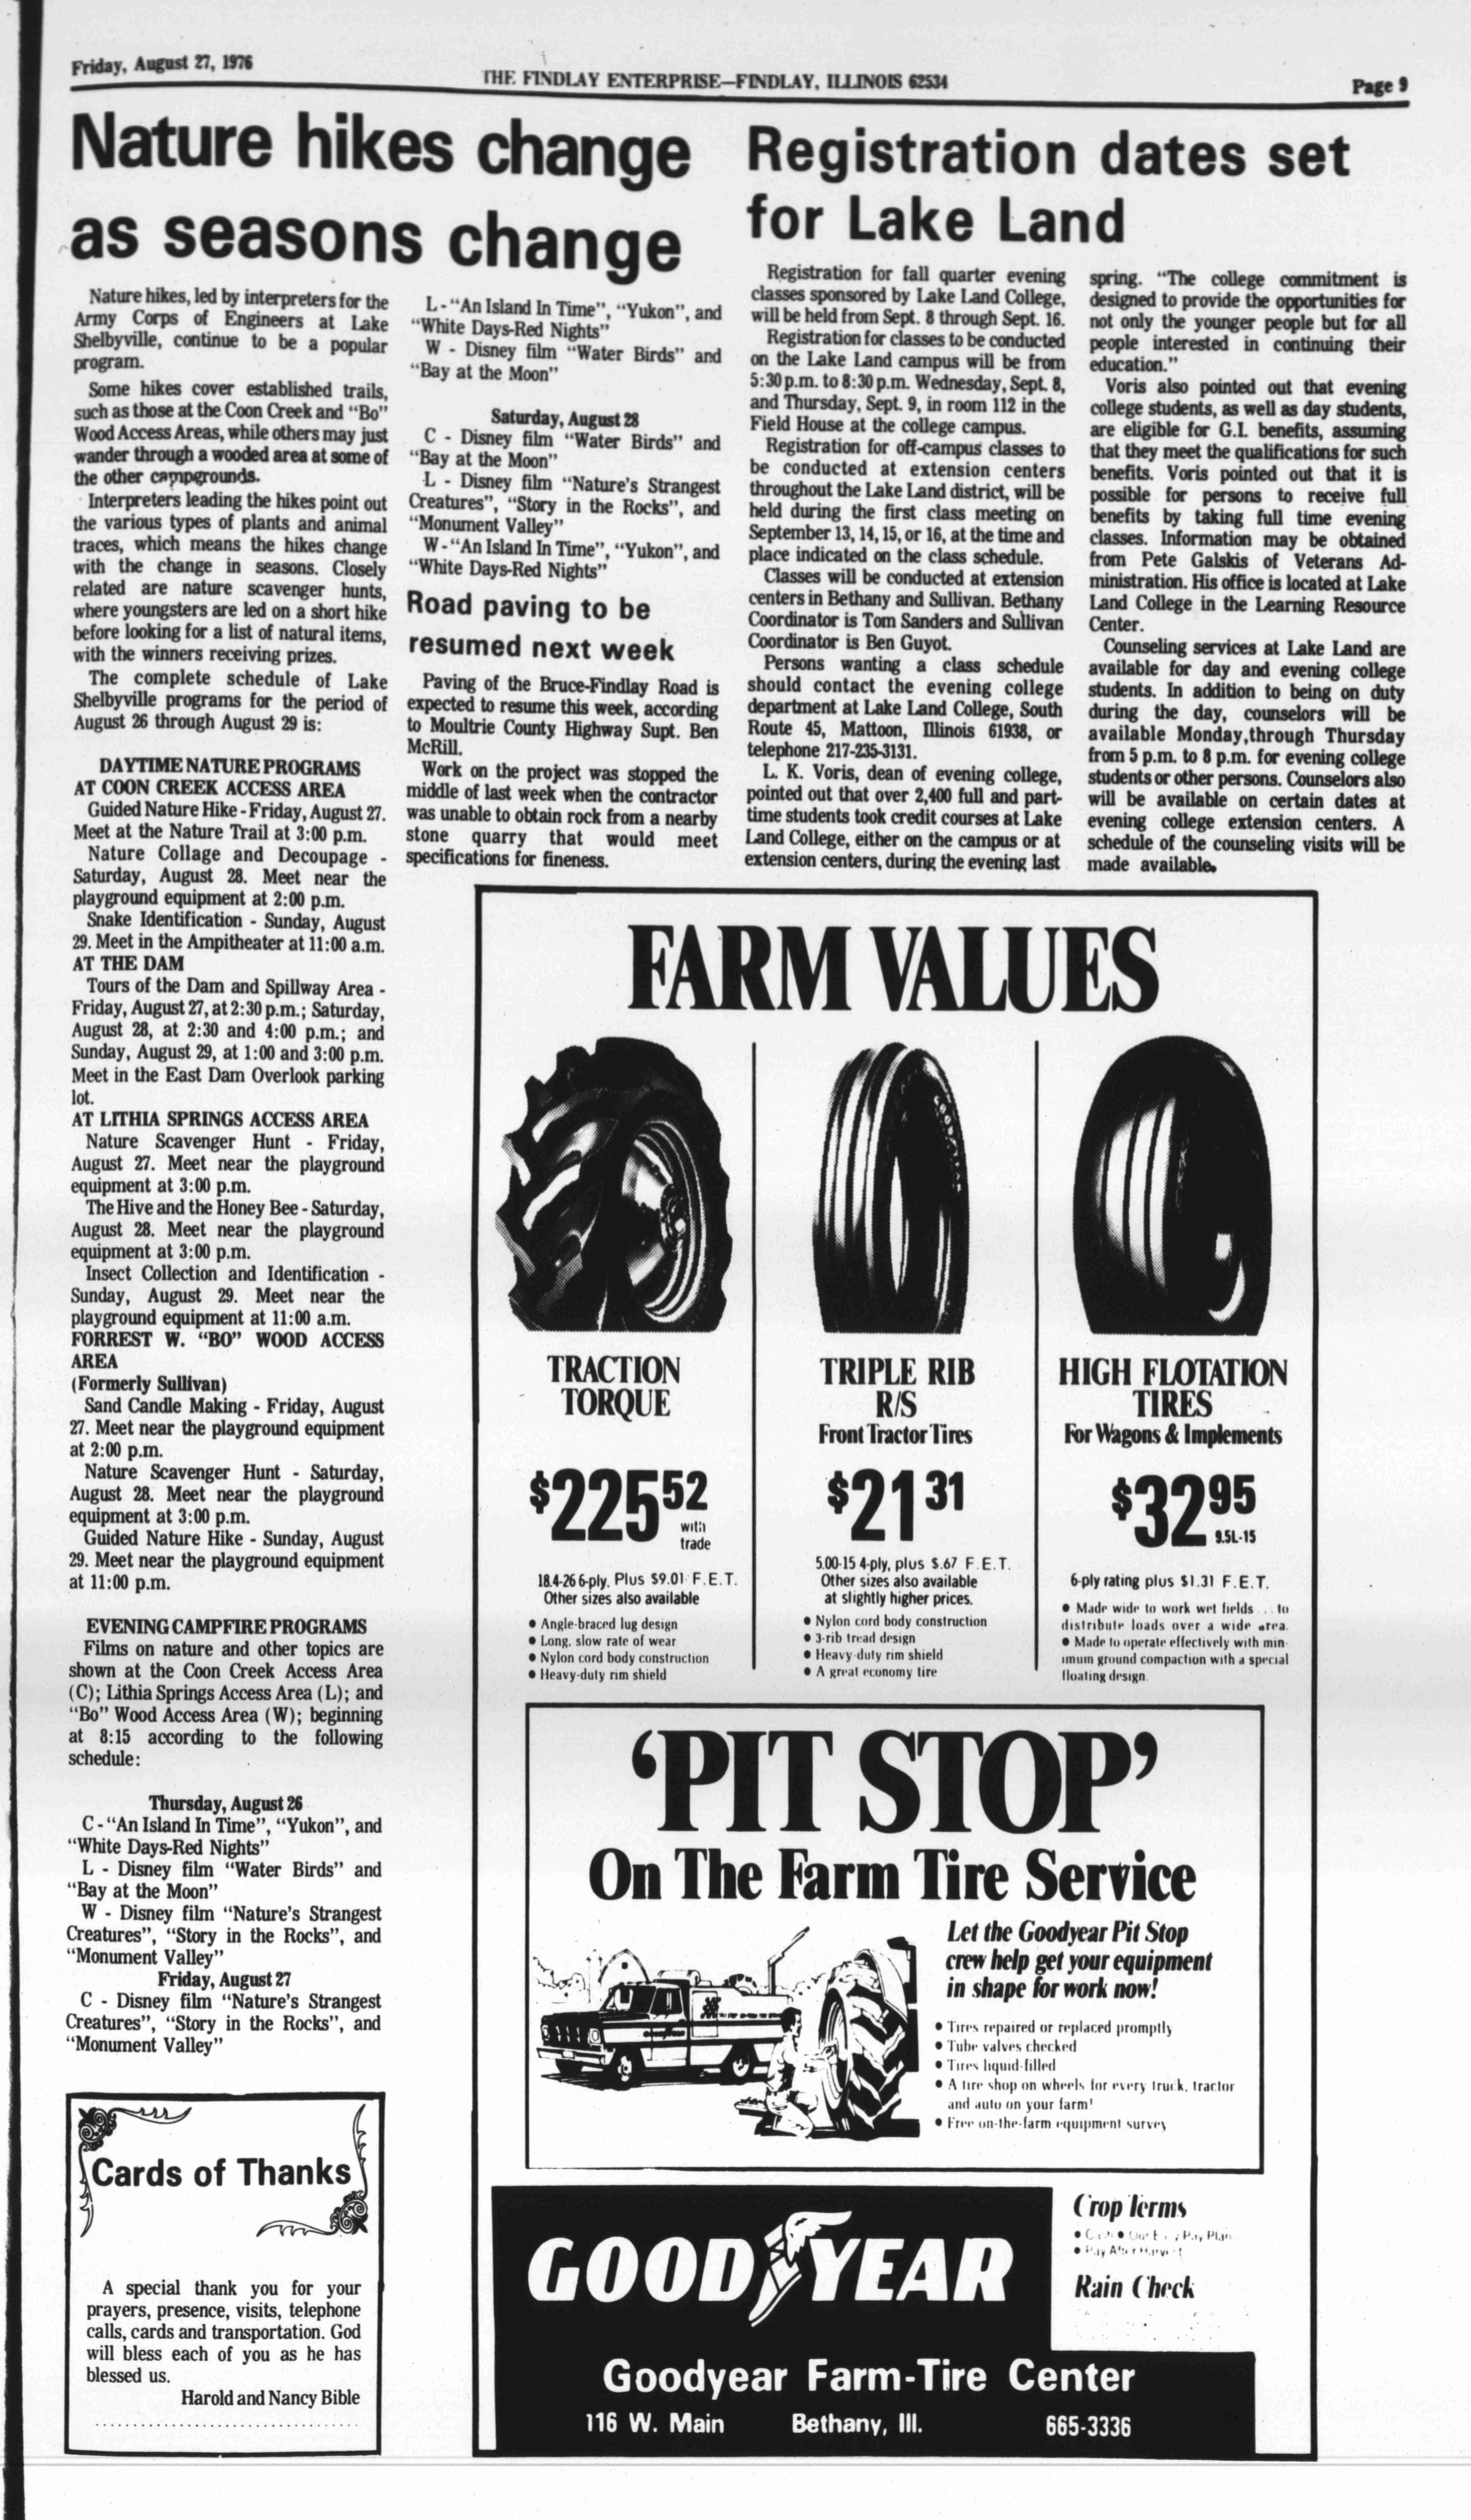 Friday, August 27, 1976
THE FINDLAY ENTERPRISE—FINDLAY, ILLINOIS 62534
Page 9
Nature hikes change
as seasons change
Nature hikes, led by interpreters for the
Army Corps of Engineers at Lake
Shelbyville, continue to be a popular
program.
Some hikes cover established trails,
such as those at the Coon Creek and "Bo"
Wood Access Areas, while others may just
wander through a wooded area at some of
the other campgrounds.
Interpreters leading the hikes point out
the various types of plants and animal
traces, which means the hikes change
with the change in seasons. Closely
related are nature scavenger hunts,
where youngsters are led on a short hike
before looking for a list of natural items,
with the winners receiving prizes.
The complete schedule of Lake
Shelbyville programs for the period of
August 26 through August 29 is:
DAYTIME NATURE PROGRAMS
AT COON CREEK ACCESS AREA
Guided Nature Hike - Friday, August 27.
Meet at the Nature Trail at 3:00 p.m.
Nature Collage and Decoupage -
Saturday, August 28. Meet near the
playground equipment at 2:00 p.m.
Snake Identification - Sunday, August
29. Meet in the Ampitheater at 11:00 a.m.
AT THE DAM
Tours of the Dam and Spillway Area -
Friday, August 27, at 2:30 p.m.; Saturday,
August 28, at 2:30 and 4:00 p.m.; and
Sunday, August 29, at 1:00 and 3:00 p.m.
Meet in the East Dam Overlook parking
lot.
AT LITHIA SPRINGS ACCESS AREA
Nature Scavenger Hunt - Friday,
August 27. Meet near the playground
equipment at 3:00 p.m.
The Hive and the Honey Bee - Saturday,
August 28. Meet near the playground
equipment at 3:00 p.m.
Insect Collection and Identification -
Sunday, August 29. Meet near the
playground equipment at 11:00 a.m.
FORREST W. "BO" WOOD ACCESS
AREA
(Formerly Sullivan)
Sand Candle Making - Friday, August
27. Meet near the playground equipment
at 2:00 p.m.
Nature Scavenger Hunt - Saturday,
August 28. Meet near the playground
equipment at 3:00 p.m.
Guided Nature Hike - Sunday, August
29. Meet near the playground equipment
at 11:00 p.m.
EVENING CAMPFIRE PROGRAMS
Films on nature and other topics are
shown at the Coon Creek Access Area
(C); Lithia Springs Access Area (L); and
"Bo" Wood Access Area (W); beginning
at 8:15 according to the following
schedule:
Thursday, August 26
C - "An Island In Time", "Yukon", and
"White Days-Red Nights"
L - Disney film "Water Birds" and
"Bay at the Moon"
W - Disney film "Nature's Strangest
Creatures", "Story in the Rocks", and
"Monument Valley"
Friday, August 27
C - Disney film "Nature's Strangest
Creatures", "Story in the Rocks", and
"Monument Valley"
L - "An Island In Time", "Yukon", and
"White Days-Red Nights"
W - Disney film "Water Birds" and
"Bay at the Moon"
Saturday, August 28
C - Disney film "Water Birds" and
"Bay at the Moon"
L - Disney film "Nature's Strangest
Creatures", "Story in the Rocks", and
"Monument Valley"
W - "An Island In Time", "Yukon", and
"White Days-Red Nights"
Road paving to be
resumed next week
Paving of the Bruce-Findlay Road is
expected to resume this week, according
to Moultrie County Highway Supt. Ben
McRill.
Work on the project was stopped the
middle of last week when the contractor
was unable to obtain rock from a nearby
stone quarry that would meet
specifications for fineness.
Registration dates set
for Lake Land
Registration for fall quarter evening
classes sponsored by Lake Land College,
will be held from Sept. 8 through Sept. 16.
Registration for classes to be conducted
on the Lake Land campus will be from
5:30 p.m. to 8:30 p.m. Wednesday, Sept. 8,
and Thursday, Sept. 9, in room 112 in the
Field House at the college campus.
Registration for off-campus classes to
be conducted at extension centers
throughout the Lake Land district, will be
held during the first class meeting on
September 13, 14, 15, or 16, at the time and
place indicated on the class schedule.
Classes will be conducted at extension
centers in Bethany and Sullivan. Bethany
Coordinator is Tom Sanders and Sullivan
Coordinator is Ben Guyot.
Persons wanting a class schedule
should contact the evening college
department at Lake Land College, South
Route 45, Mattoon, Illinois 61938, or
telephone 217-235-3131.
L. K. Voris, dean of evening college,
pointed out that over 2,400 full and part-
time students took credit courses at Lake
Land College, either on the campus or at
extension centers, during the evening last
spring. "The college commitment is
designed to provide the opportunities for
not only the younger people but for all
people interested in continuing their
education."
Voris also pointed out that evening
college students, as well as day students,
are eligible for G.I. benefits, assuming
that they meet the qualifications for such
benefits. Voris pointed out that it is
possible for persons to receive full
benefits by taking full time evening
classes. Information may be obtained
from Pete Galskis of Veterans Ad-
ministration. His office is located at Lake
Land College in the Learning Resource
Center.
Counseling services at Lake Land are
available for day and evening college
students. In addition to being on duty
during the day, counselors will be
available Monday,through Thursday
from 5 p.m. to 8 p.m. for evening college
students or other persons. Counselors also
will be available on certain dates at
evening college extension centers. A
schedule of the counseling visits will be
made available.
FARM VALUES
TRACTION
TORQUE
$225 52
with
trade
18.4-26 6-ply. Plus $9.01 F.E.T.
Other sizes also available
• Angle-braced lug design
• Long, slow rate of wear
• Nylon cord body construction
• Heavy-duty rim shield
TRIPLE RIB
R/S
Front Tractor Tires
$21 31
5.00-15 4-ply, plus $.67 F.E.T.
Other sizes also available
at slightly higher prices.
• Nylon cord body construction
• 3-rib tread design
• Heavy-duty rim shield
• A great economy tire
HIGH FLOTATION
TIRES
For Wagons & Implements
$32 95
9.5L-15
6-ply rating plus $1.31 F.E.T.
• Made wide to work wet fields ... to
distribute loads over a wide area.
• Made to operate effectively with min-
imum ground compaction with a special
floating design.
'PIT STOP'
On The Farm Tire Service
Let the Goodyear Pit Stop
crew help get your equipment
in shape for work now!
• Tires repaired or replaced promptly
• Tube valves checked
• Tires liquid-filled
• A tire shop on wheels for every truck, tractor
and auto on your farm!
• Free on-the-farm equipment survey
GOODYEAR
Crop Terms
• Pay Plan
• Pay After Harvest
Rain Check
Goodyear Farm-Tire Center
116 W. Main Bethany, Ill. 665-3336
Cards of Thanks
A special thank you for your
prayers, presence, visits, telephone
calls, cards and transportation. God
will bless each of you as he has
blessed us.
Harold and Nancy Bible